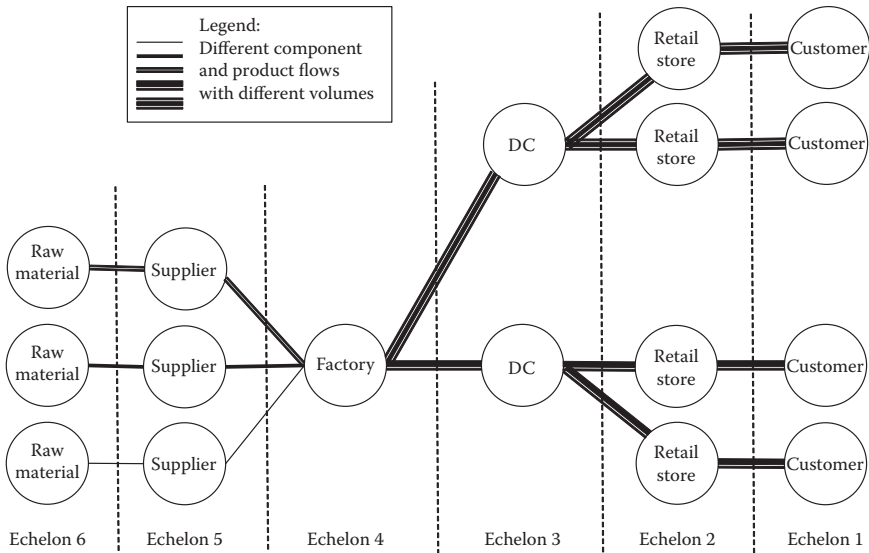 Legend:
Different component
and product flows
with different volumes
Retail
store
Customer
DC
Retail
store
Customer
Raw
material
Supplier
Raw
material
Supplier
Factory
DC
Retail
store
Customer
Raw
material
Supplier
Retail
store
Customer
Echelon 6
Echelon 5
Echelon 4
Echelon 3
Echelon 2
Echelon 1